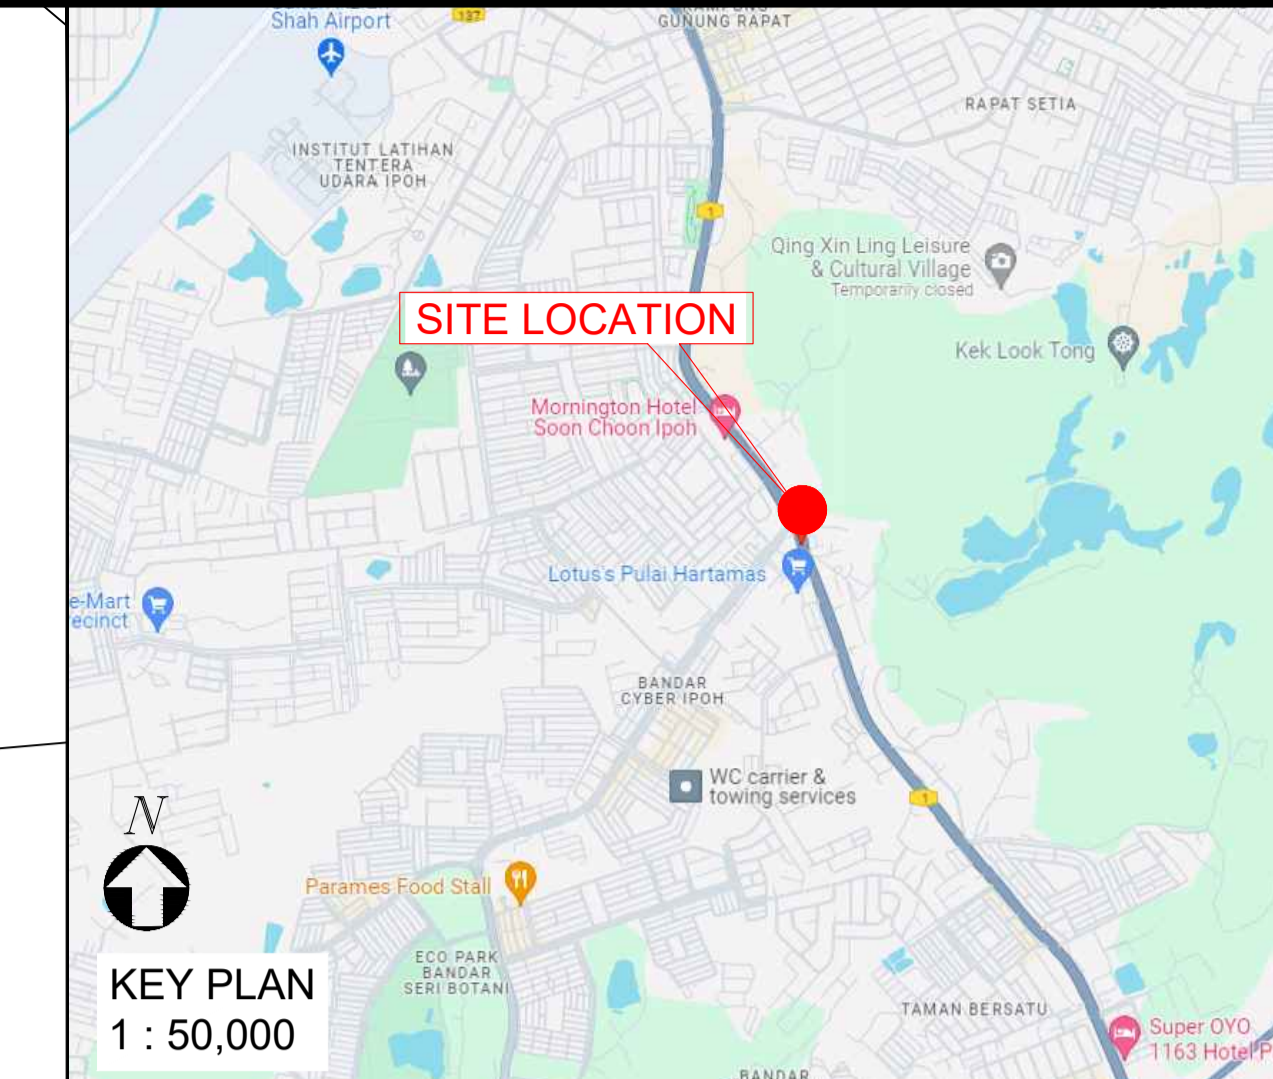 Shah Airport
137
GUNUNG RAPAT
RAPAT SETIA
INSTITUT LATIHAN
TENTERA
UDARA IPOH
1
Qing Xin Ling Leisure
& Cultural Village
Temporarily closed
SITE LOCATION
Kek Look Tong
Mornington Hotel
Soon Choon Ipoh
Lotus's Pulai Hartamas
e-Mart
ecinct
BANDAR
CYBER IPOH
WC carrier &
towing services
1
N
Parames Food Stall
ECO PARK
BANDAR
SERI BOTANI
KEY PLAN
1 : 50,000
TAMAN BERSATU
Super OYO
1163 Hotel P
BANDAR